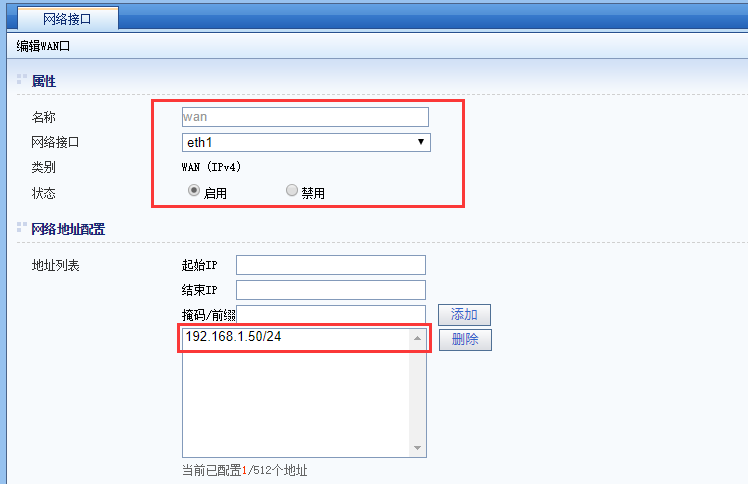 网络接口
编辑WAN口
属性
名称 wan
网络接口 eth1
类别 WAN (IPv4)
状态 启用 禁用
网络地址配置
地址列表 起始IP
结束IP
掩码/前缀 添加
192.168.1.50/24 删除
当前已配置1/512个地址